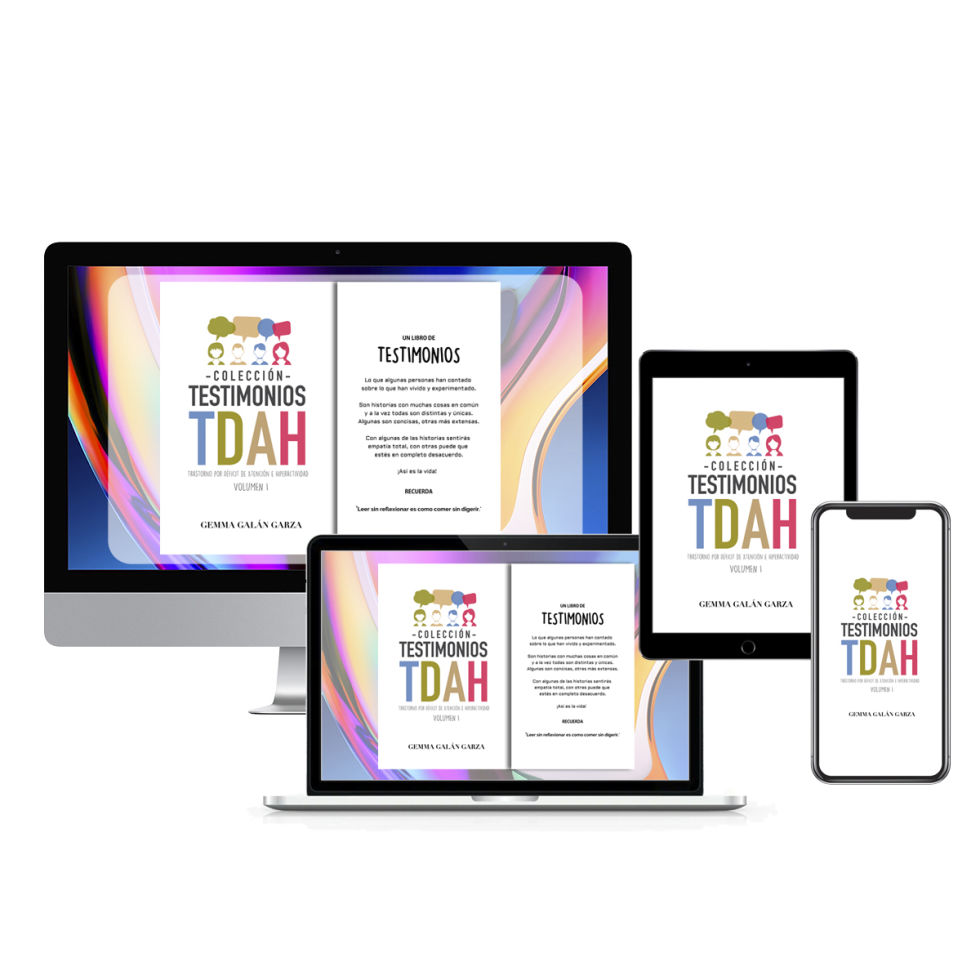 -COLECCIÓN-
TESTIMONIOS
TDAH
TRASTORNO POR DÉFICIT DE ATENCIÓN E HIPERACTIVIDAD
VOLUMEN I
GEMMA GALÁN GARZA
UN LIBRO DE
TESTIMONIOS
Lo que algunas personas han contado
sobre lo que han vivido y experimentado.
Son historias con muchas cosas en común
y a la vez todas son distintas y únicas.
Algunas son concisas, otras más extensas.
Con algunas de las historias sentirás
empatía total, con otras puede que
estés en completo desacuerdo.
¡Así es la vida!
RECUERDA
"Leer sin reflexionar es como comer sin digerir."
-COLECCIÓN-
TESTIMONIOS
TDAH
TRASTORNO POR DÉFICIT DE ATENCIÓN E HIPERACTIVIDAD
VOLUMEN I
GEMMA GALÁN GARZA
-COLECCIÓN-
TESTIMONIOS
TDAH
TRASTORNO POR DÉFICIT DE ATENCIÓN E HIPERACTIVIDAD
VOLUMEN I
GEMMA GALÁN GARZA
UN LIBRO DE
TESTIMONIOS
Lo que algunas personas han contado
sobre lo que han vivido y experimentado.
Son historias con muchas cosas en común
y a la vez todas son distintas y únicas.
Algunas son concisas, otras más extensas.
Con algunas de las historias sentirás
empatía total, con otras puede que
estés en completo desacuerdo.
¡Así es la vida!
RECUERDA
"Leer sin reflexionar es como comer sin digerir."
-COLECCIÓN-
TESTIMONIOS
TDAH
TRASTORNO POR DÉFICIT DE ATENCIÓN E HIPERACTIVIDAD
VOLUMEN I
GEMMA GALÁN GARZA